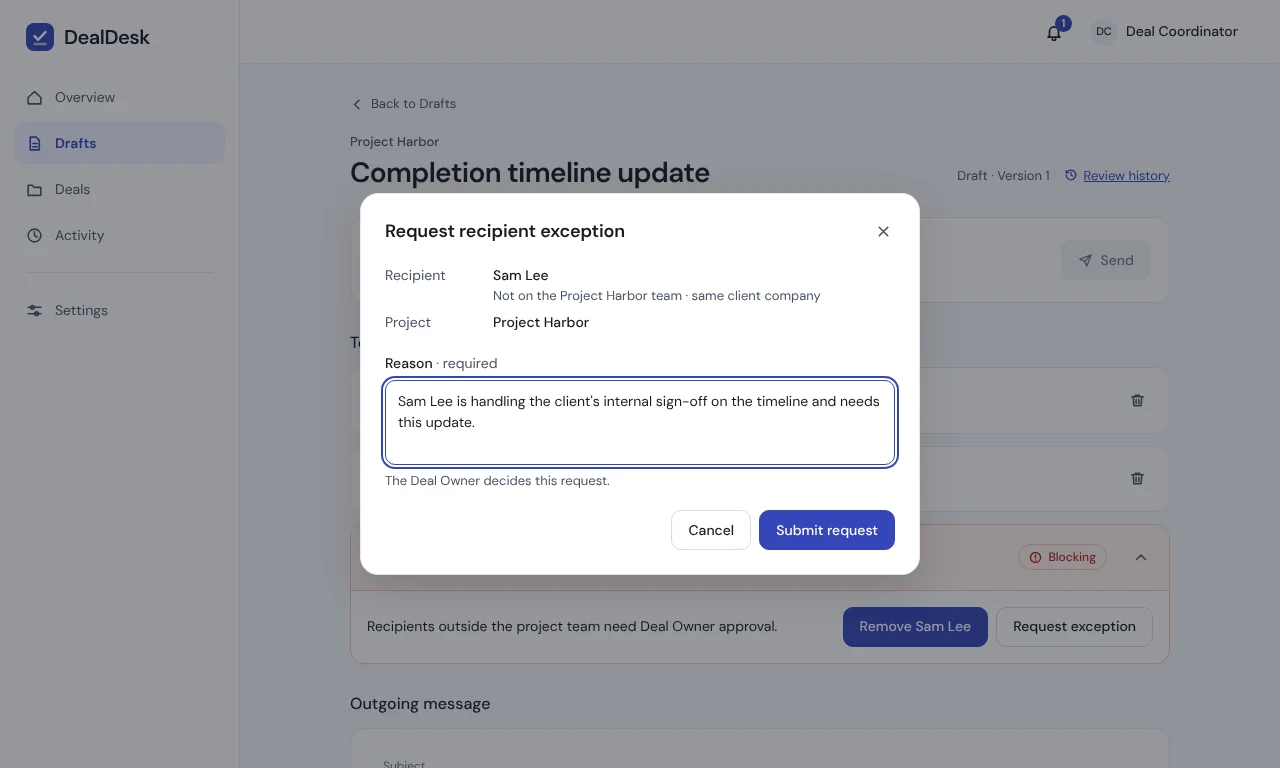 DealDesk
1
DC
Deal Coordinator
Overview
Drafts
Deals
Activity
Settings
Back to Drafts
Project Harbor
Completion timeline update
Draft · Version 1
Review history
Send
Request recipient exception
Recipient
Sam Lee
Not on the Project Harbor team · same client company
Project
Project Harbor
Reason · required
Sam Lee is handling the client's internal sign-off on the timeline and needs
this update.
The Deal Owner decides this request.
Cancel
Submit request
Blocking
Recipients outside the project team need Deal Owner approval.
Remove Sam Lee
Request exception
Outgoing message
Subject